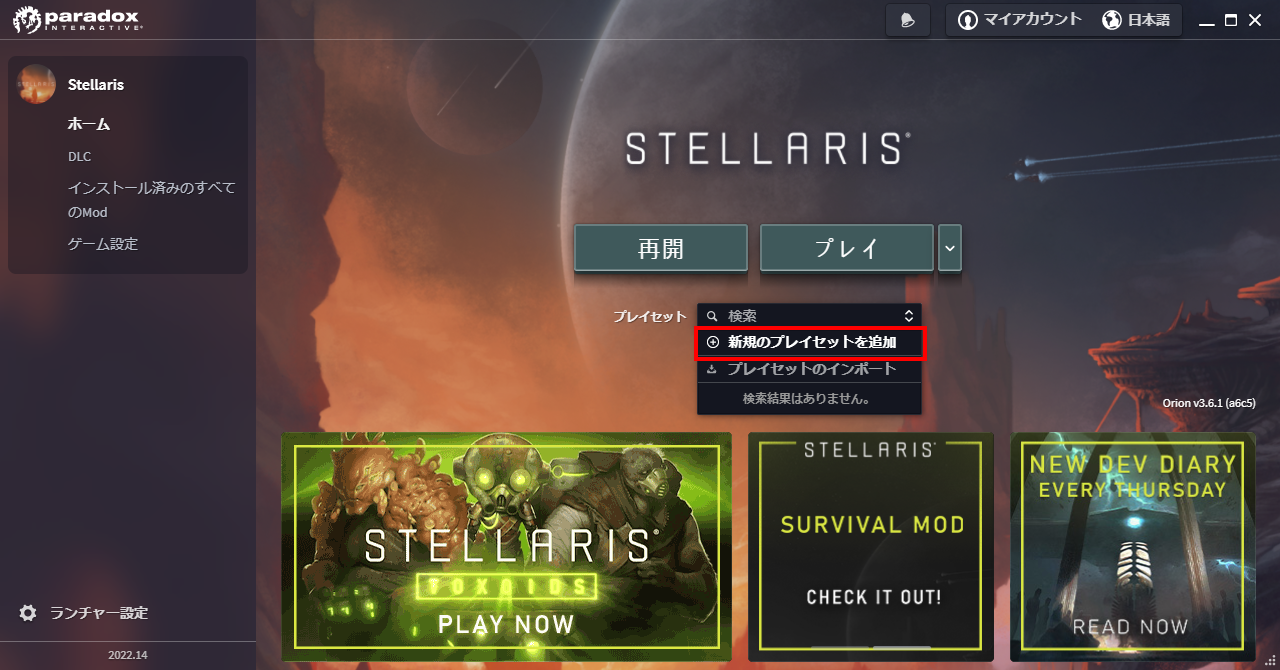 paradox
INTERACTIVE
マイアカウント
日本語
Stellaris
ホーム
DLC
インストール済みのすべて
のMod
ゲーム設定
STELLARIS
再開
プレイ
プレイセット
検索
新規のプレイセットを追加
プレイセットのインポート
検索結果はありません。
Orion v3.6.1 (a6c5)
STELLARIS
TOXOIDS
PLAY NOW
STELLARIS
SURVIVAL MOD
CHECK IT OUT!
NEW DEV DIARY
EVERY THURSDAY
READ NOW
ランチャー設定
2022.14